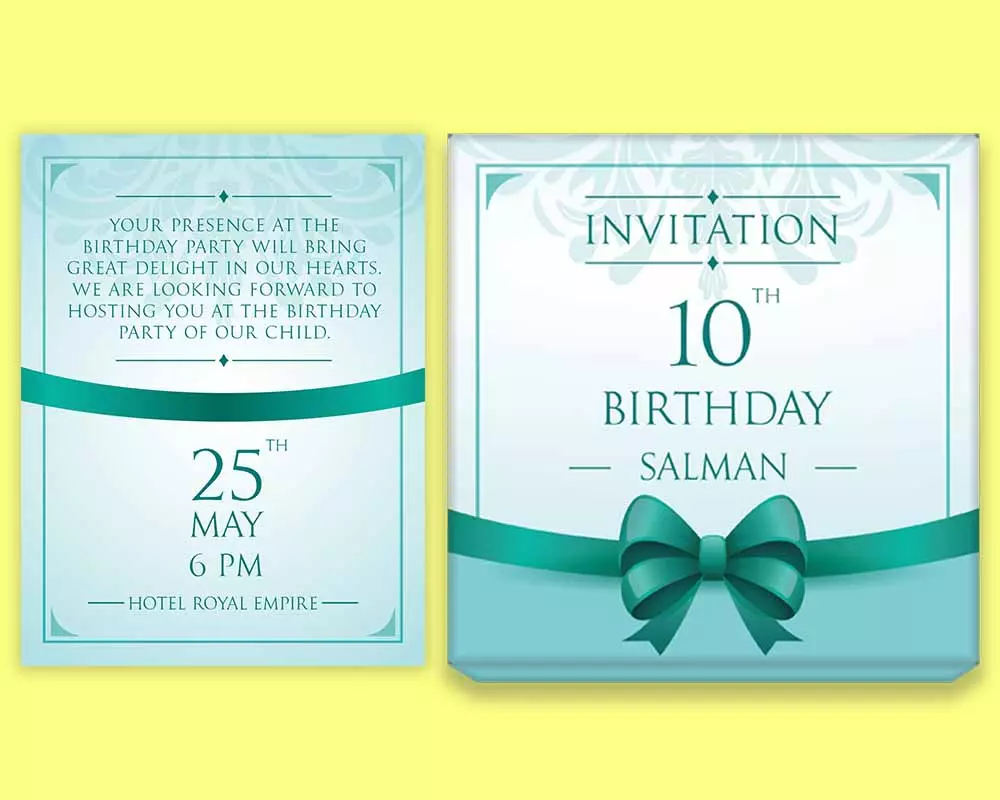 YOUR PRESENCE AT THE
BIRTHDAY PARTY WILL BRING
GREAT DELIGHT IN OUR HEARTS.
WE ARE LOOKING FORWARD TO
HOSTING YOU AT THE BIRTHDAY
PARTY OF OUR CHILD.
25TH
MAY
6 PM
HOTEL ROYAL EMPIRE
INVITATION
10TH
BIRTHDAY
SALMAN